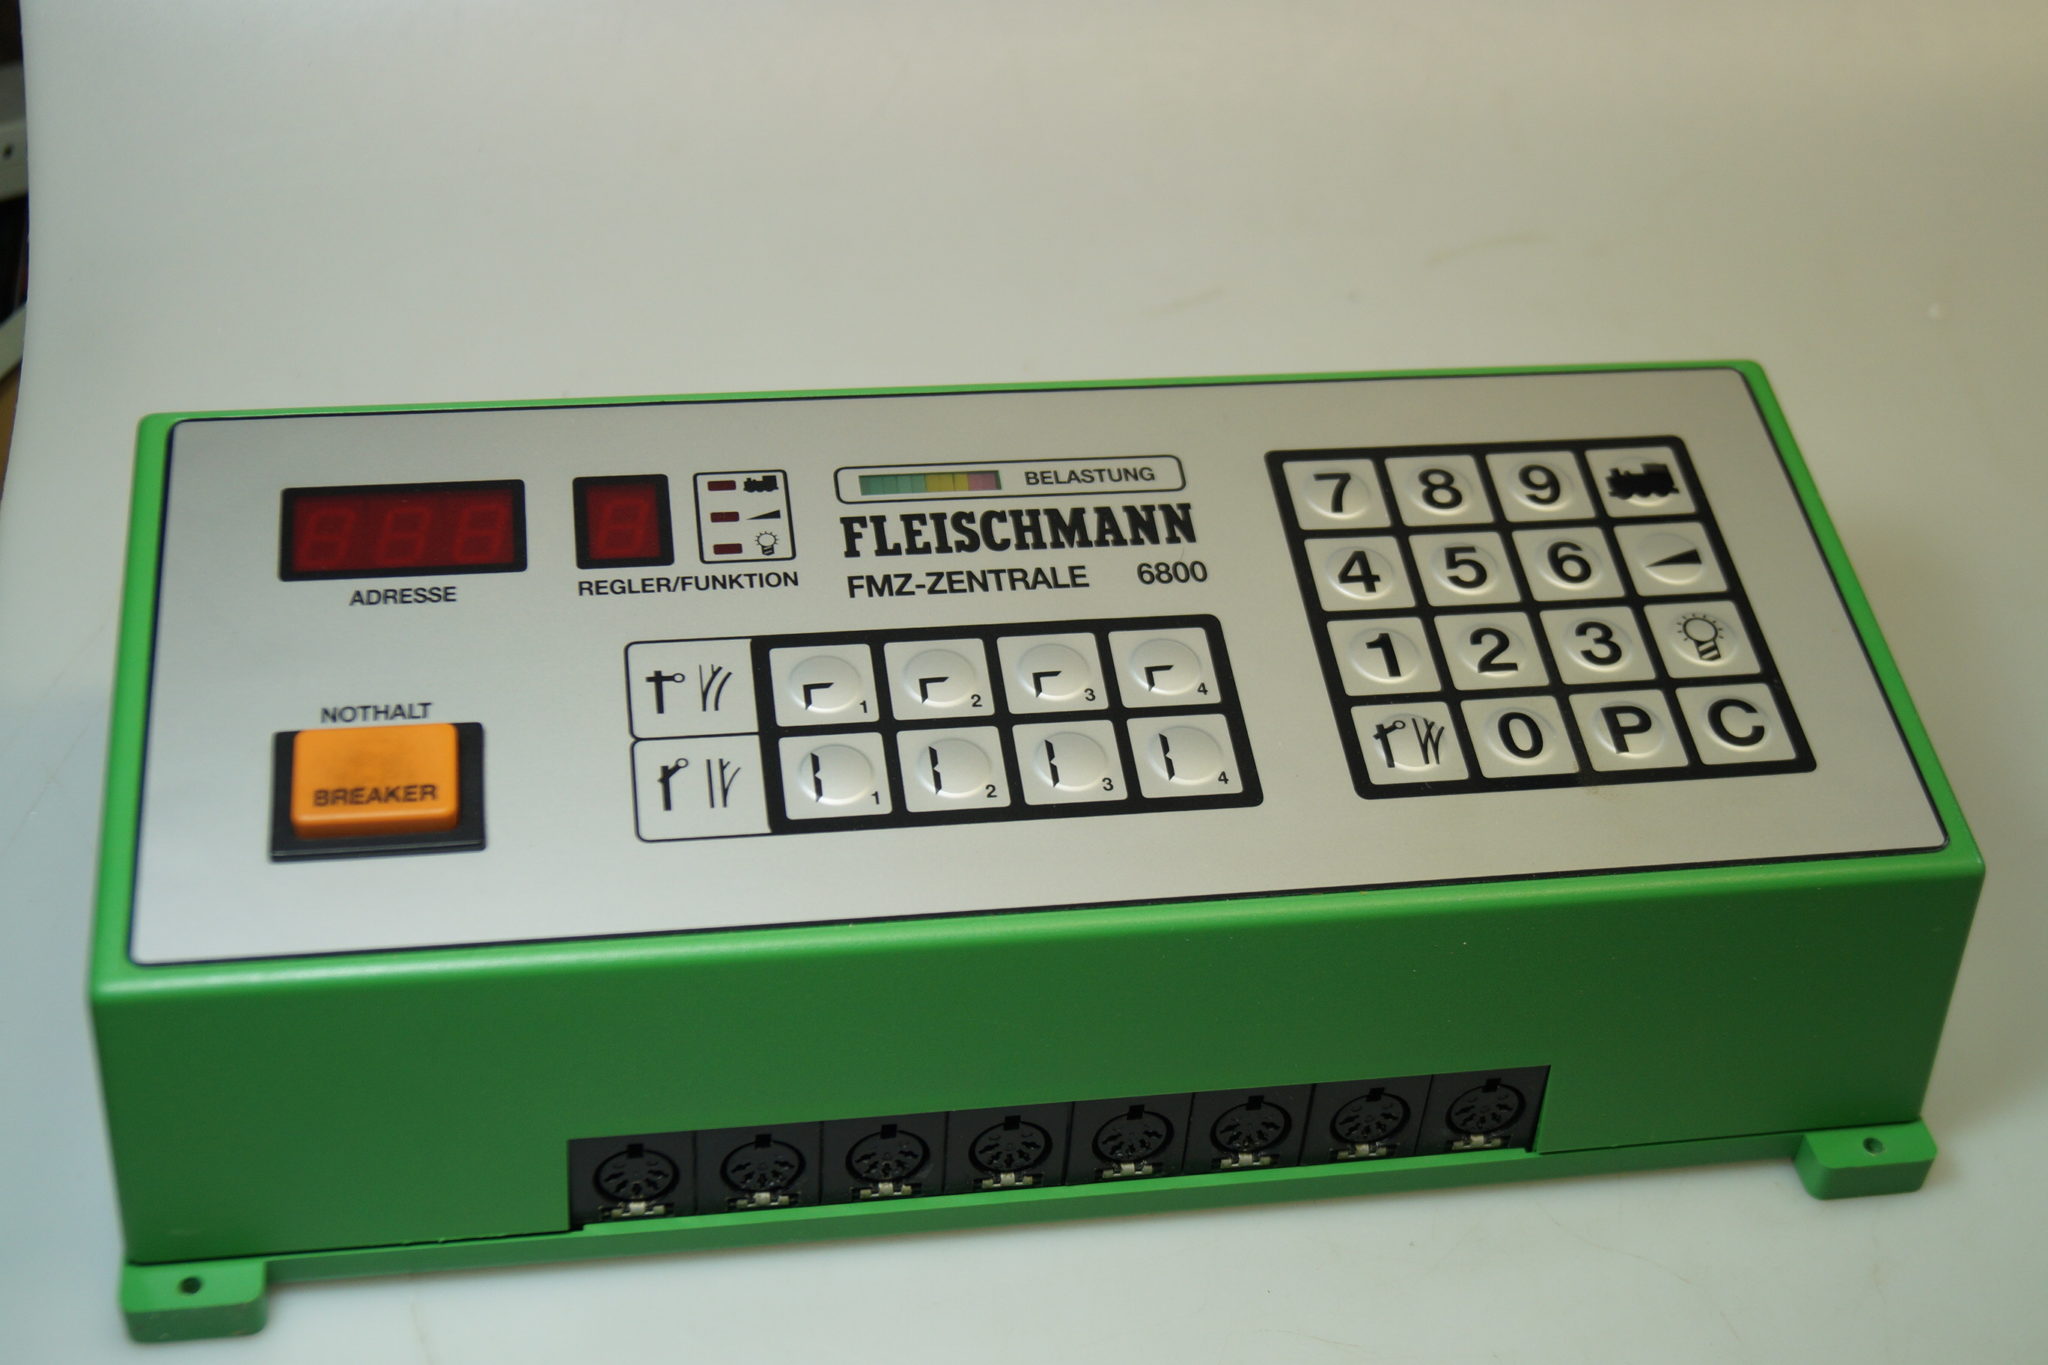 BELASTUNG
FLEISCHMANN
FMZ-ZENTRALE 6800
ADRESSE
REGLER/FUNKTION
NOTHALT
BREAKER
1 2 3 4
1 2 3 4
7 8 9
4 5 6
1 2 3
0 P C